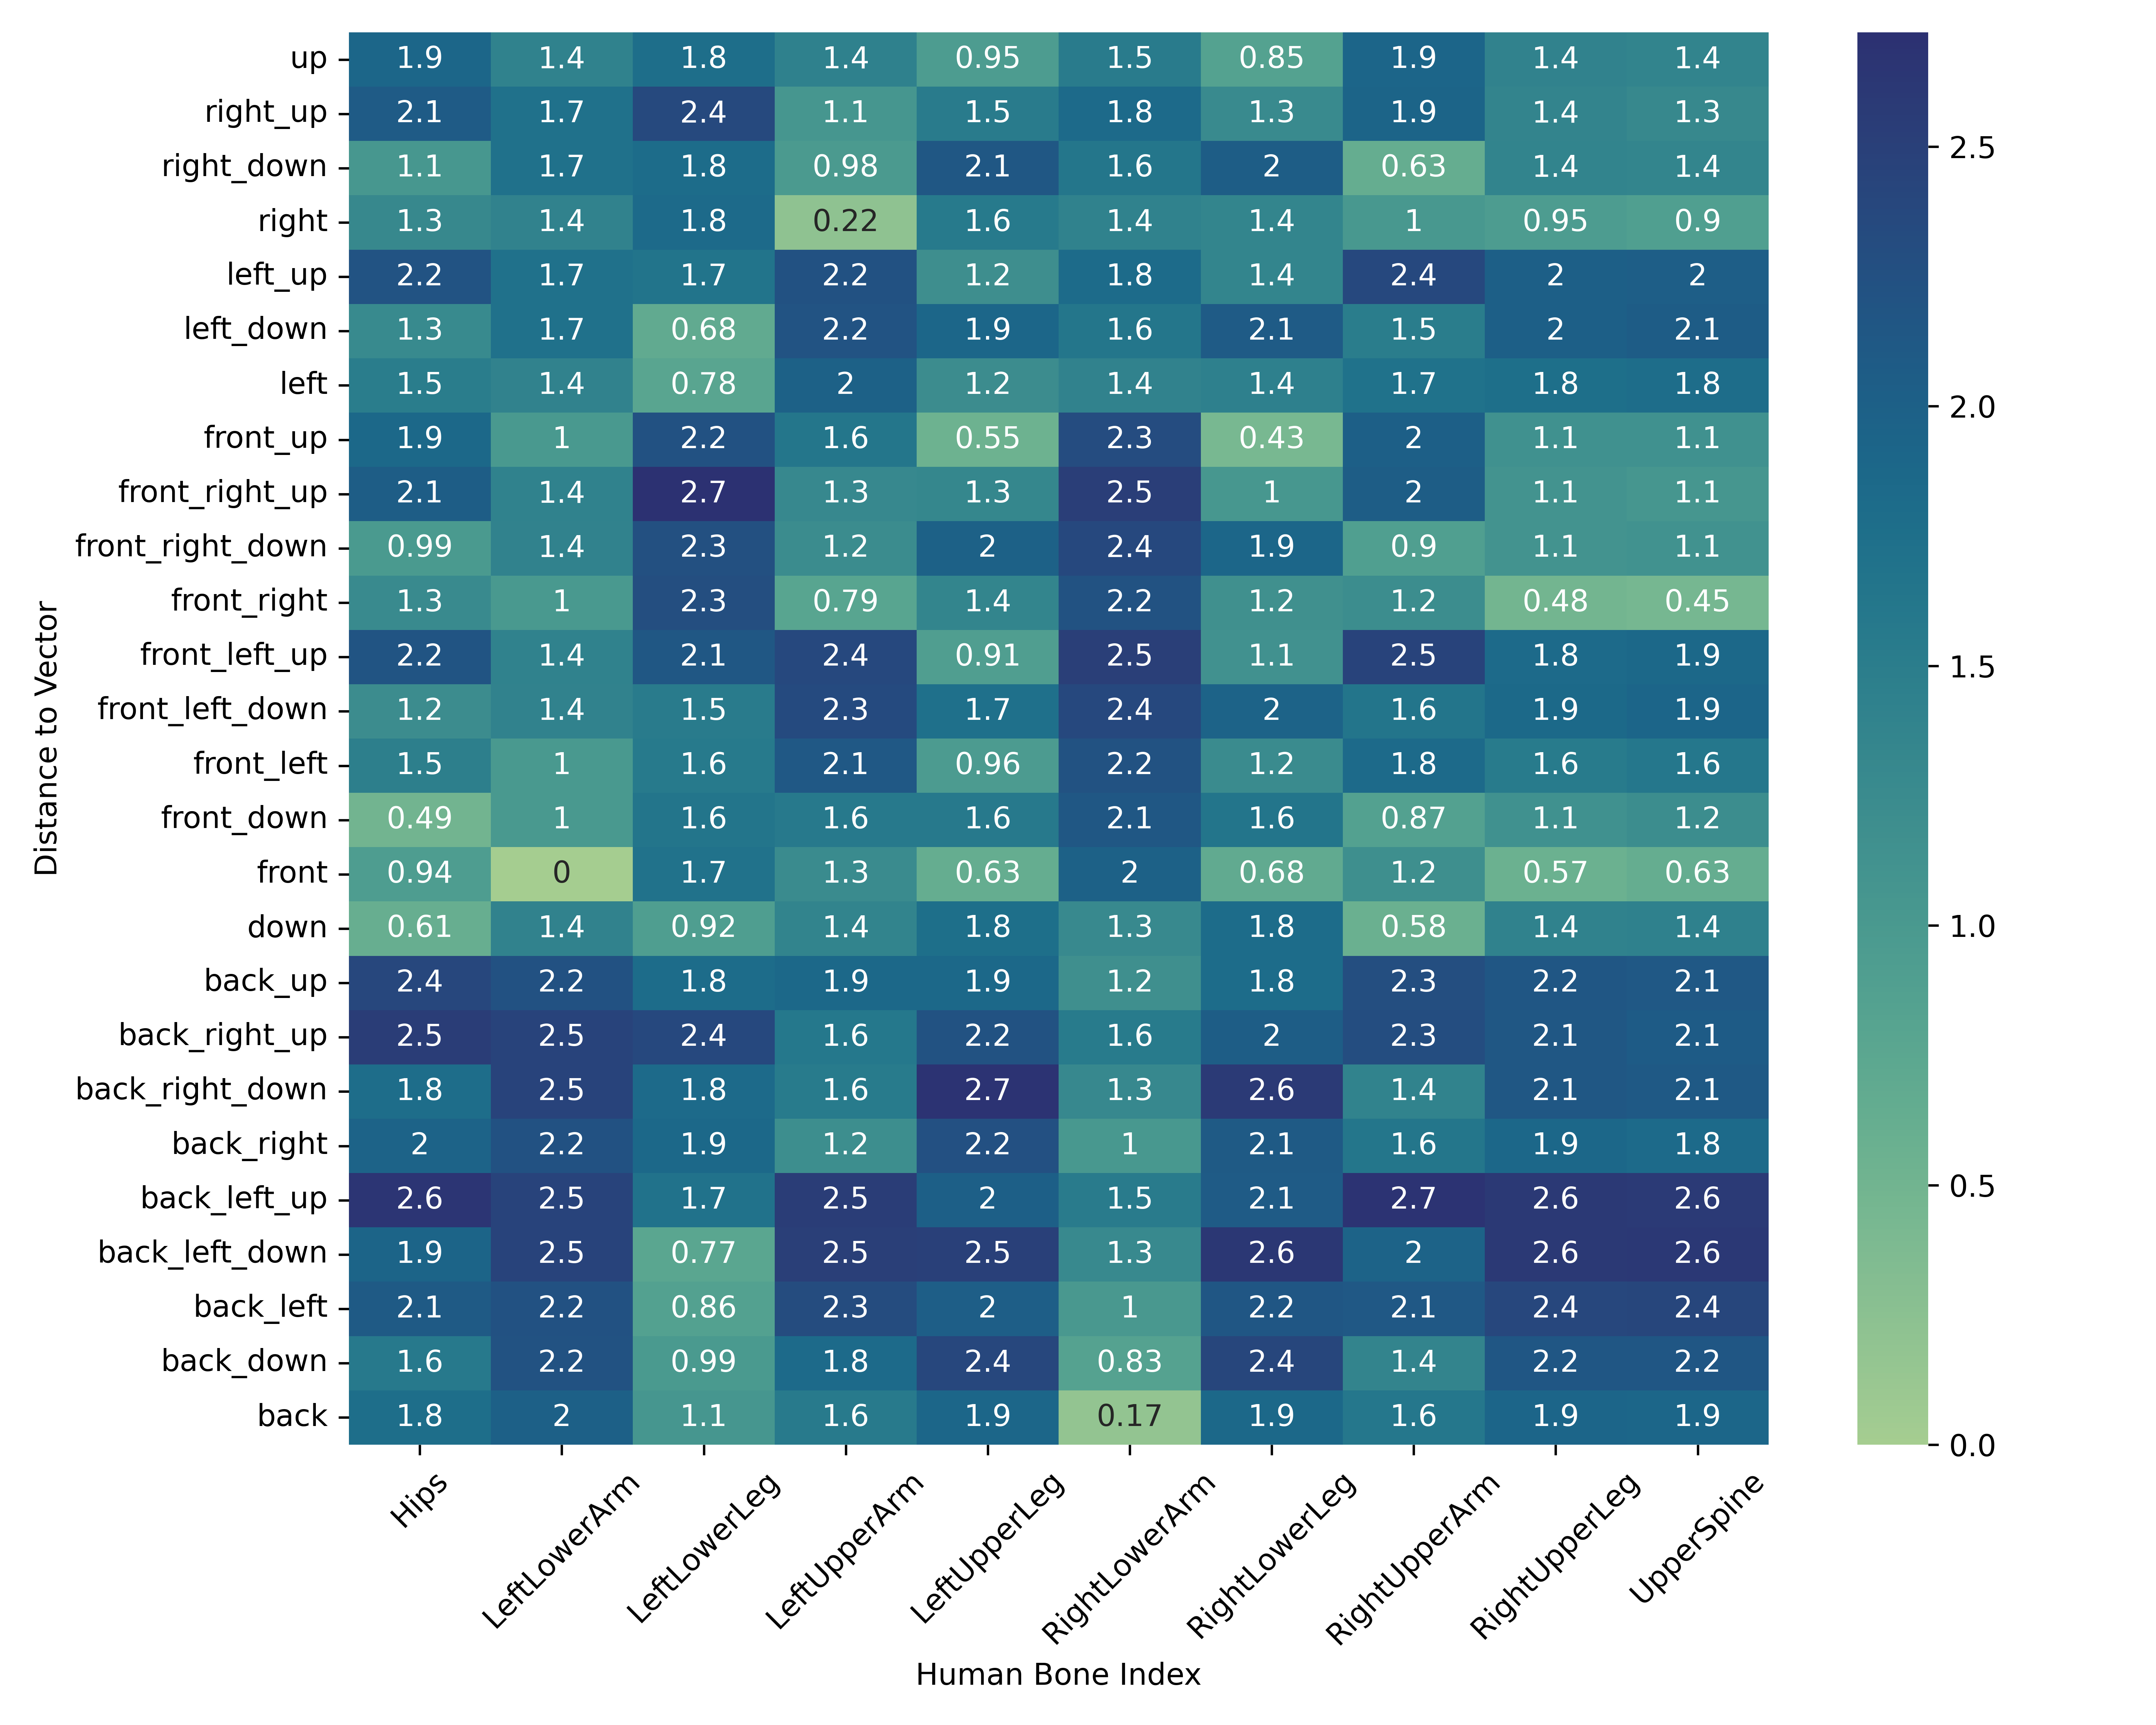 up 1.9 1.4 1.8 1.4 0.95 1.5 0.85 1.9 1.4 1.4
right_up 2.1 1.7 2.4 1.1 1.5 1.8 1.3 1.9 1.4 1.3
right_down 1.1 1.7 1.8 0.98 2.1 1.6 2 0.63 1.4 1.4
right 1.3 1.4 1.8 0.22 1.6 1.4 1.4 1 0.95 0.9
left_up 2.2 1.7 1.7 2.2 1.2 1.8 1.4 2.4 2 2
left_down 1.3 1.7 0.68 2.2 1.9 1.6 2.1 1.5 2 2.1
left 1.5 1.4 0.78 2 1.2 1.4 1.4 1.7 1.8 1.8
front_up 1.9 1 2.2 1.6 0.55 2.3 0.43 2 1.1 1.1
front_right_up 2.1 1.4 2.7 1.3 1.3 2.5 1 2 1.1 1.1
front_right_down 0.99 1.4 2.3 1.2 2 2.4 1.9 0.9 1.1 1.1
front_right 1.3 1 2.3 0.79 1.4 2.2 1.2 1.2 0.48 0.45
front_left_up 2.2 1.4 2.1 2.4 0.91 2.5 1.1 2.5 1.8 1.9
front_left_down 1.2 1.4 1.5 2.3 1.7 2.4 2 1.6 1.9 1.9
front_left 1.5 1 1.6 2.1 0.96 2.2 1.2 1.8 1.6 1.6
front_down 0.49 1 1.6 1.6 1.6 2.1 1.6 0.87 1.1 1.2
front 0.94 0 1.7 1.3 0.63 2 0.68 1.2 0.57 0.63
down 0.61 1.4 0.92 1.4 1.8 1.3 1.8 0.58 1.4 1.4
back_up 2.4 2.2 1.8 1.9 1.9 1.2 1.8 2.3 2.2 2.1
back_right_up 2.5 2.5 2.4 1.6 2.2 1.6 2 2.3 2.1 2.1
back_right_down 1.8 2.5 1.8 1.6 2.7 1.3 2.6 1.4 2.1 2.1
back_right 2 2.2 1.9 1.2 2.2 1 2.1 1.6 1.9 1.8
back_left_up 2.6 2.5 1.7 2.5 2 1.5 2.1 2.7 2.6 2.6
back_left_down 1.9 2.5 0.77 2.5 2.5 1.3 2.6 2 2.6 2.6
back_left 2.1 2.2 0.86 2.3 2 1 2.2 2.1 2.4 2.4
back_down 1.6 2.2 0.99 1.8 2.4 0.83 2.4 1.4 2.2 2.2
back 1.8 2 1.1 1.6 1.9 0.17 1.9 1.6 1.9 1.9
Hips LeftLowerArm LeftLowerLeg LeftUpperArm LeftUpperLeg RightLowerArm RightLowerLeg RightUpperArm RightUpperLeg UpperSpine
Human Bone Index
Distance to Vector
2.5
2.0
1.5
1.0
0.5
0.0